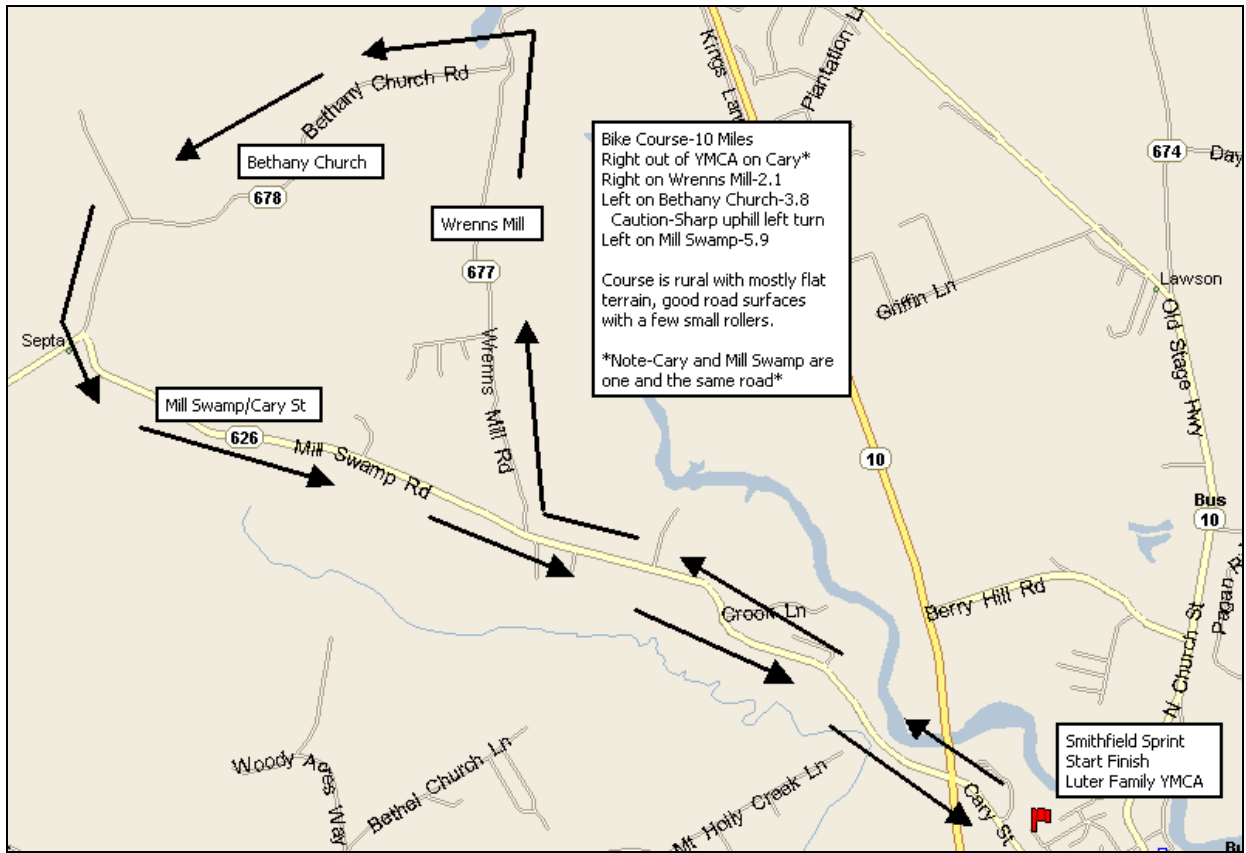 Kings Lan
Plantation L
Bethany Church Rd
Bike Course-10 Miles
Right out of YMCA on Cary*
Right on Wrenns Mill-2.1
Left on Bethany Church-3.8
Caution-Sharp uphill left turn
Left on Mill Swamp-5.9
Course is rural with mostly flat
terrain, good road surfaces
with a few small rollers.
*Note-Cary and Mill Swamp are
one and the same road*
674
Day
Bethany Church
678
Wrenns Mill
677
Griffin Ln
Lawson
Old Stage Hwy
Septa
Wrenns Mill Rd
Mill Swamp/Cary St
626
Mill Swamp Rd
10
Bus
10
Pagan R
Berry Hill Rd
Crook Ln
N Church St
Smithfield Sprint
Start Finish
Luter Family YMCA
Woody Acres Way
Bethel Church Ln
Mt Holly Creek Ln
Cary St
Bu